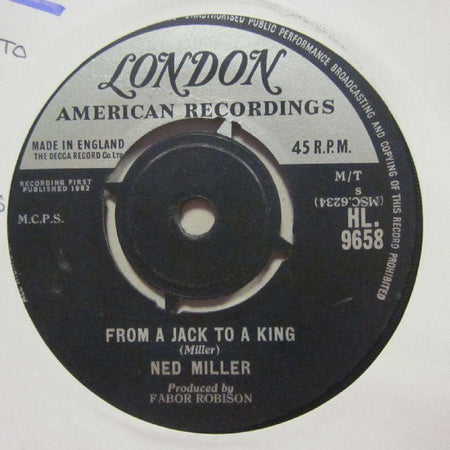 TO
UNAUTHORISED PUBLIC PERFORMANCE BROADCASTING AND COPYING OF THIS RECORD PROHIBITED
LONDON
AMERICAN RECORDINGS
MADE IN ENGLAND
THE DECCA RECORD Co. LTD
45 R.P.M.
RECORDING FIRST
PUBLISHED 1962
M/T
S
(MSC.6234)
M.C.P.S.
HL.
9658
FROM A JACK TO A KING
(Miller)
NED MILLER
Produced by
FABOR ROBISON